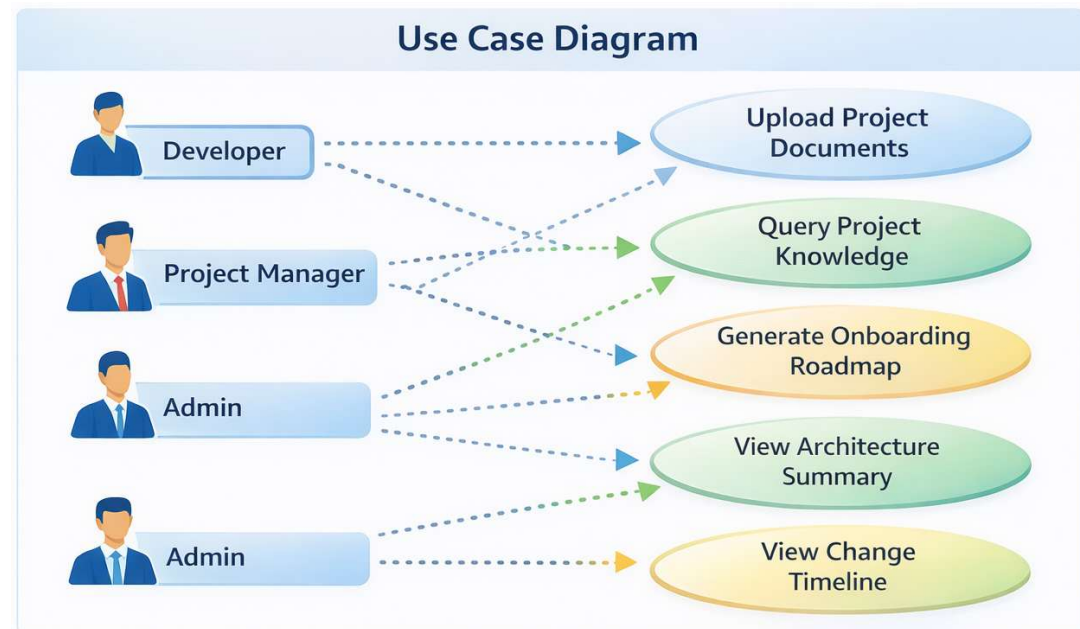 Use Case Diagram
Developer
Upload Project
Documents
Project Manager
Query Project
Knowledge
Generate Onboarding
Roadmap
Admin
View Architecture
Summary
Admin
View Change
Timeline